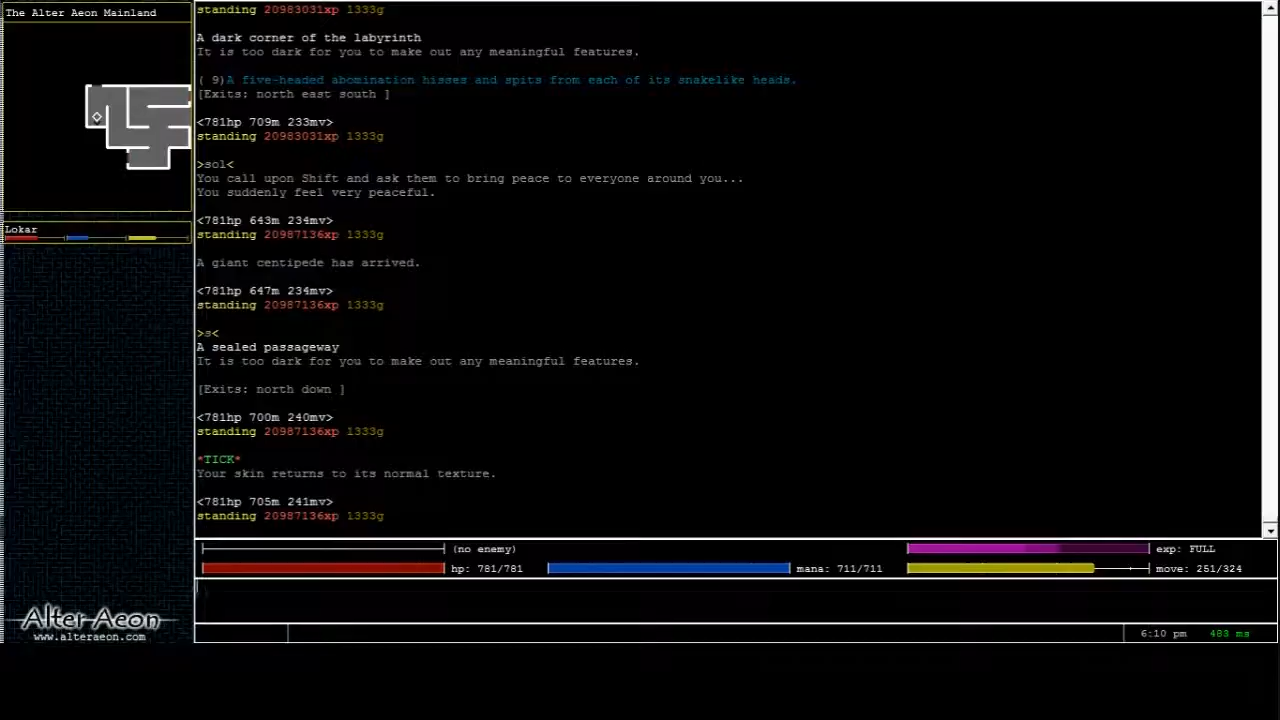 The Alter Aeon Mainland
Lokar
standing 20983031xp 1333g
A dark corner of the labyrinth
It is too dark for you to make out any meaningful features.
( 9)A five-headed abomination hisses and spits from each of its snakelike heads.
[Exits: north east south ]
<781hp 709m 233mv>
standing 20983031xp 1333g
>sol<
You call upon Shift and ask them to bring peace to everyone around you...
You suddenly feel very peaceful.
<781hp 643m 234mv>
standing 20987136xp 1333g
A giant centipede has arrived.
<781hp 647m 234mv>
standing 20987136xp 1333g
>s<
A sealed passageway
It is too dark for you to make out any meaningful features.
[Exits: north down ]
<781hp 700m 240mv>
standing 20987136xp 1333g
*TICK*
Your skin returns to its normal texture.
<781hp 705m 241mv>
standing 20987136xp 1333g
(no enemy) exp: FULL
hp: 781/781 mana: 711/711 move: 251/324
Alter Aeon
www.alteraeon.com
6:10 pm 483 ms